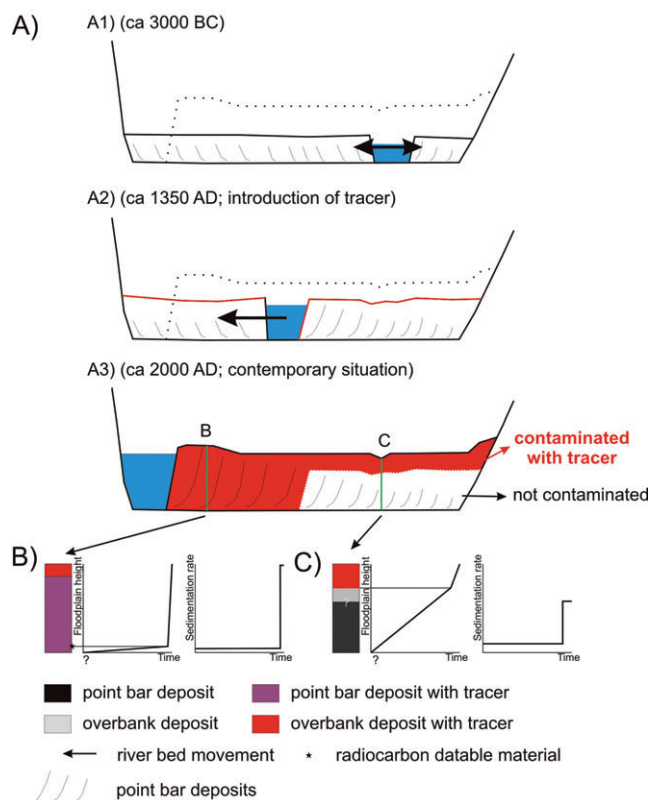 A)
A1) (ca 3000 BC)
A2) (ca 1350 AD; introduction of tracer)
A3) (ca 2000 AD; contemporary situation)
B
C
contaminated
with tracer
not contaminated
B)
Floodplain height
?
Time
Sedimentation rate
Time
C)
?
Floodplain height
?
Time
Sedimentation rate
Time
point bar deposit
point bar deposit with tracer
overbank deposit
overbank deposit with tracer
river bed movement
radiocarbon datable material
point bar deposits